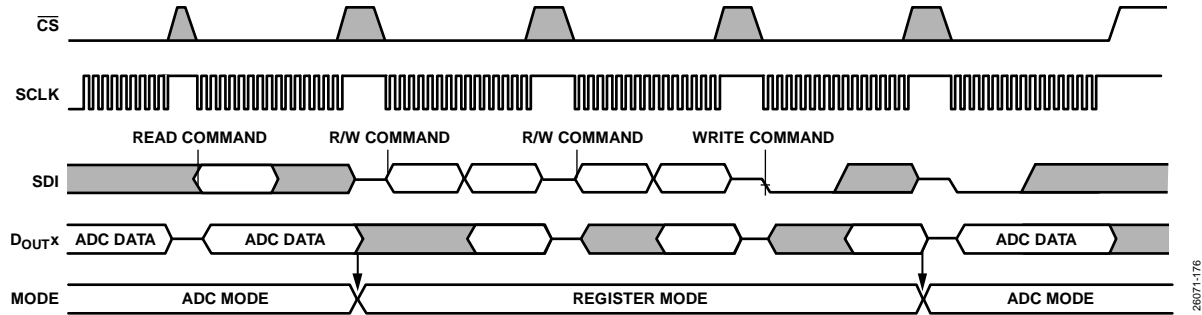 CS
SCLK
READ COMMAND R/W COMMAND R/W COMMAND WRITE COMMAND
SDI
DOUTx ADC DATA ADC DATA ADC DATA
MODE ADC MODE REGISTER MODE ADC MODE
26071-176